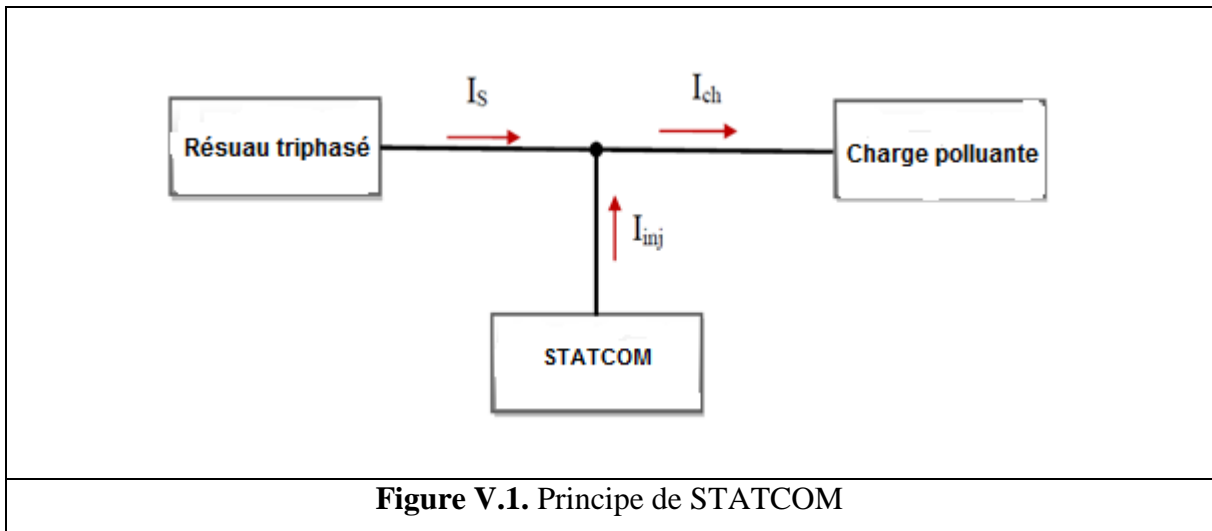 I_S
I_ch
Résuau triphasé
Charge polluante
I_inj
STATCOM
Figure V.1. Principe de STATCOM